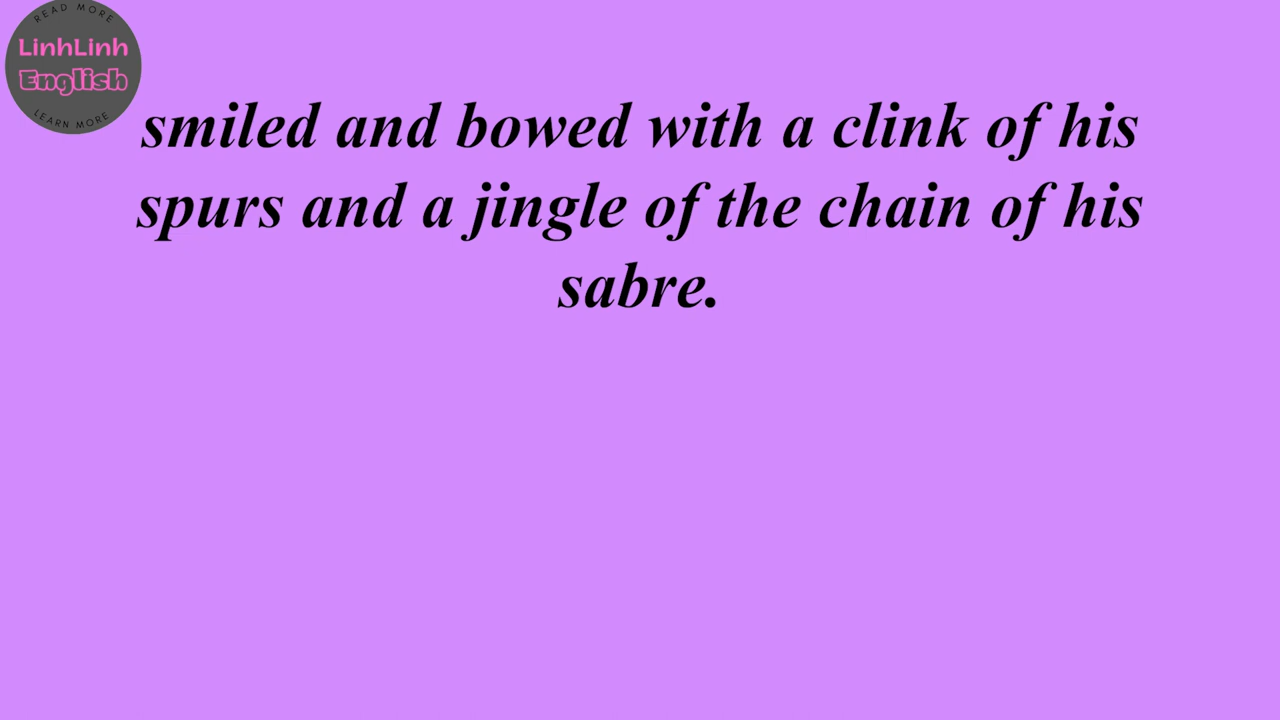 READ MORE
LinhLinh
English
LEARN MORE
smiled and bowed with a clink of his
spurs and a jingle of the chain of his
sabre.